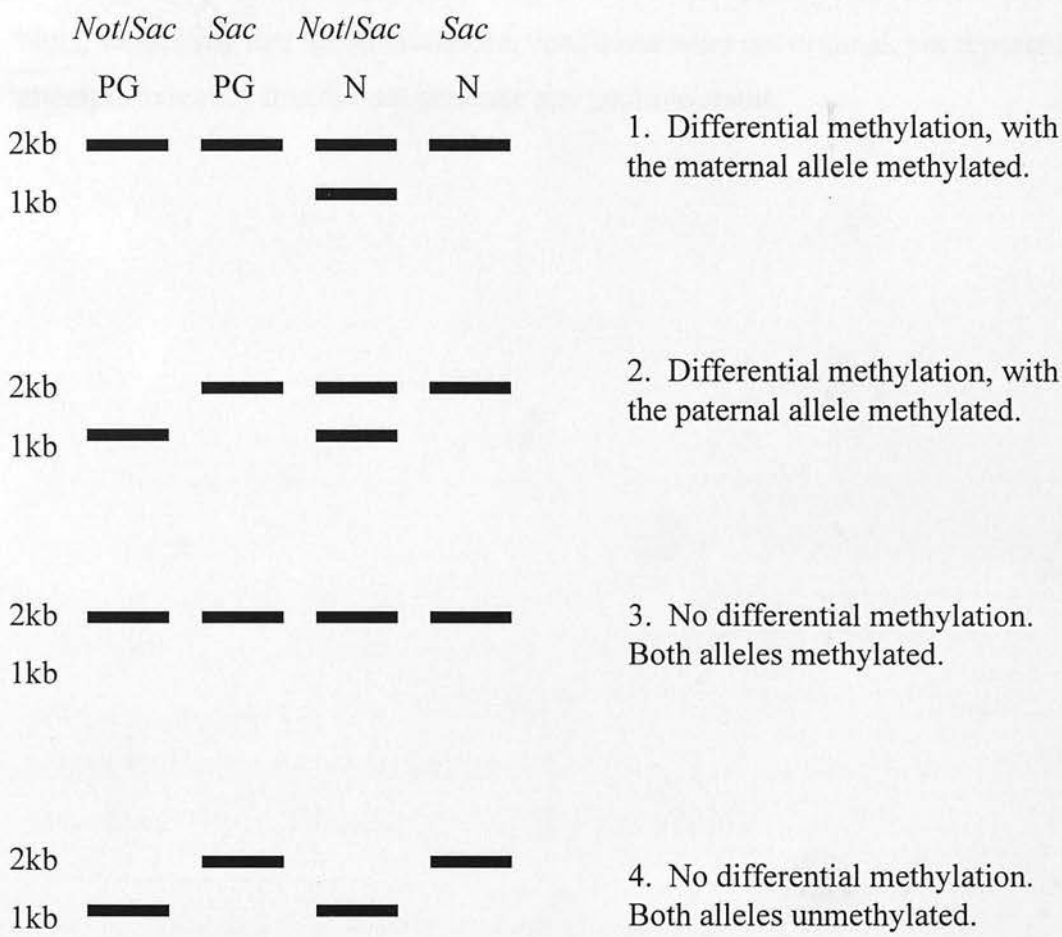 Not/Sac Sac Not/Sac Sac
PG PG N N
2kb
1kb
1. Differential methylation, with
the maternal allele methylated.
2kb
1kb
2. Differential methylation, with
the paternal allele methylated.
2kb
1kb
3. No differential methylation.
Both alleles methylated.
2kb
1kb
4. No differential methylation.
Both alleles unmethylated.